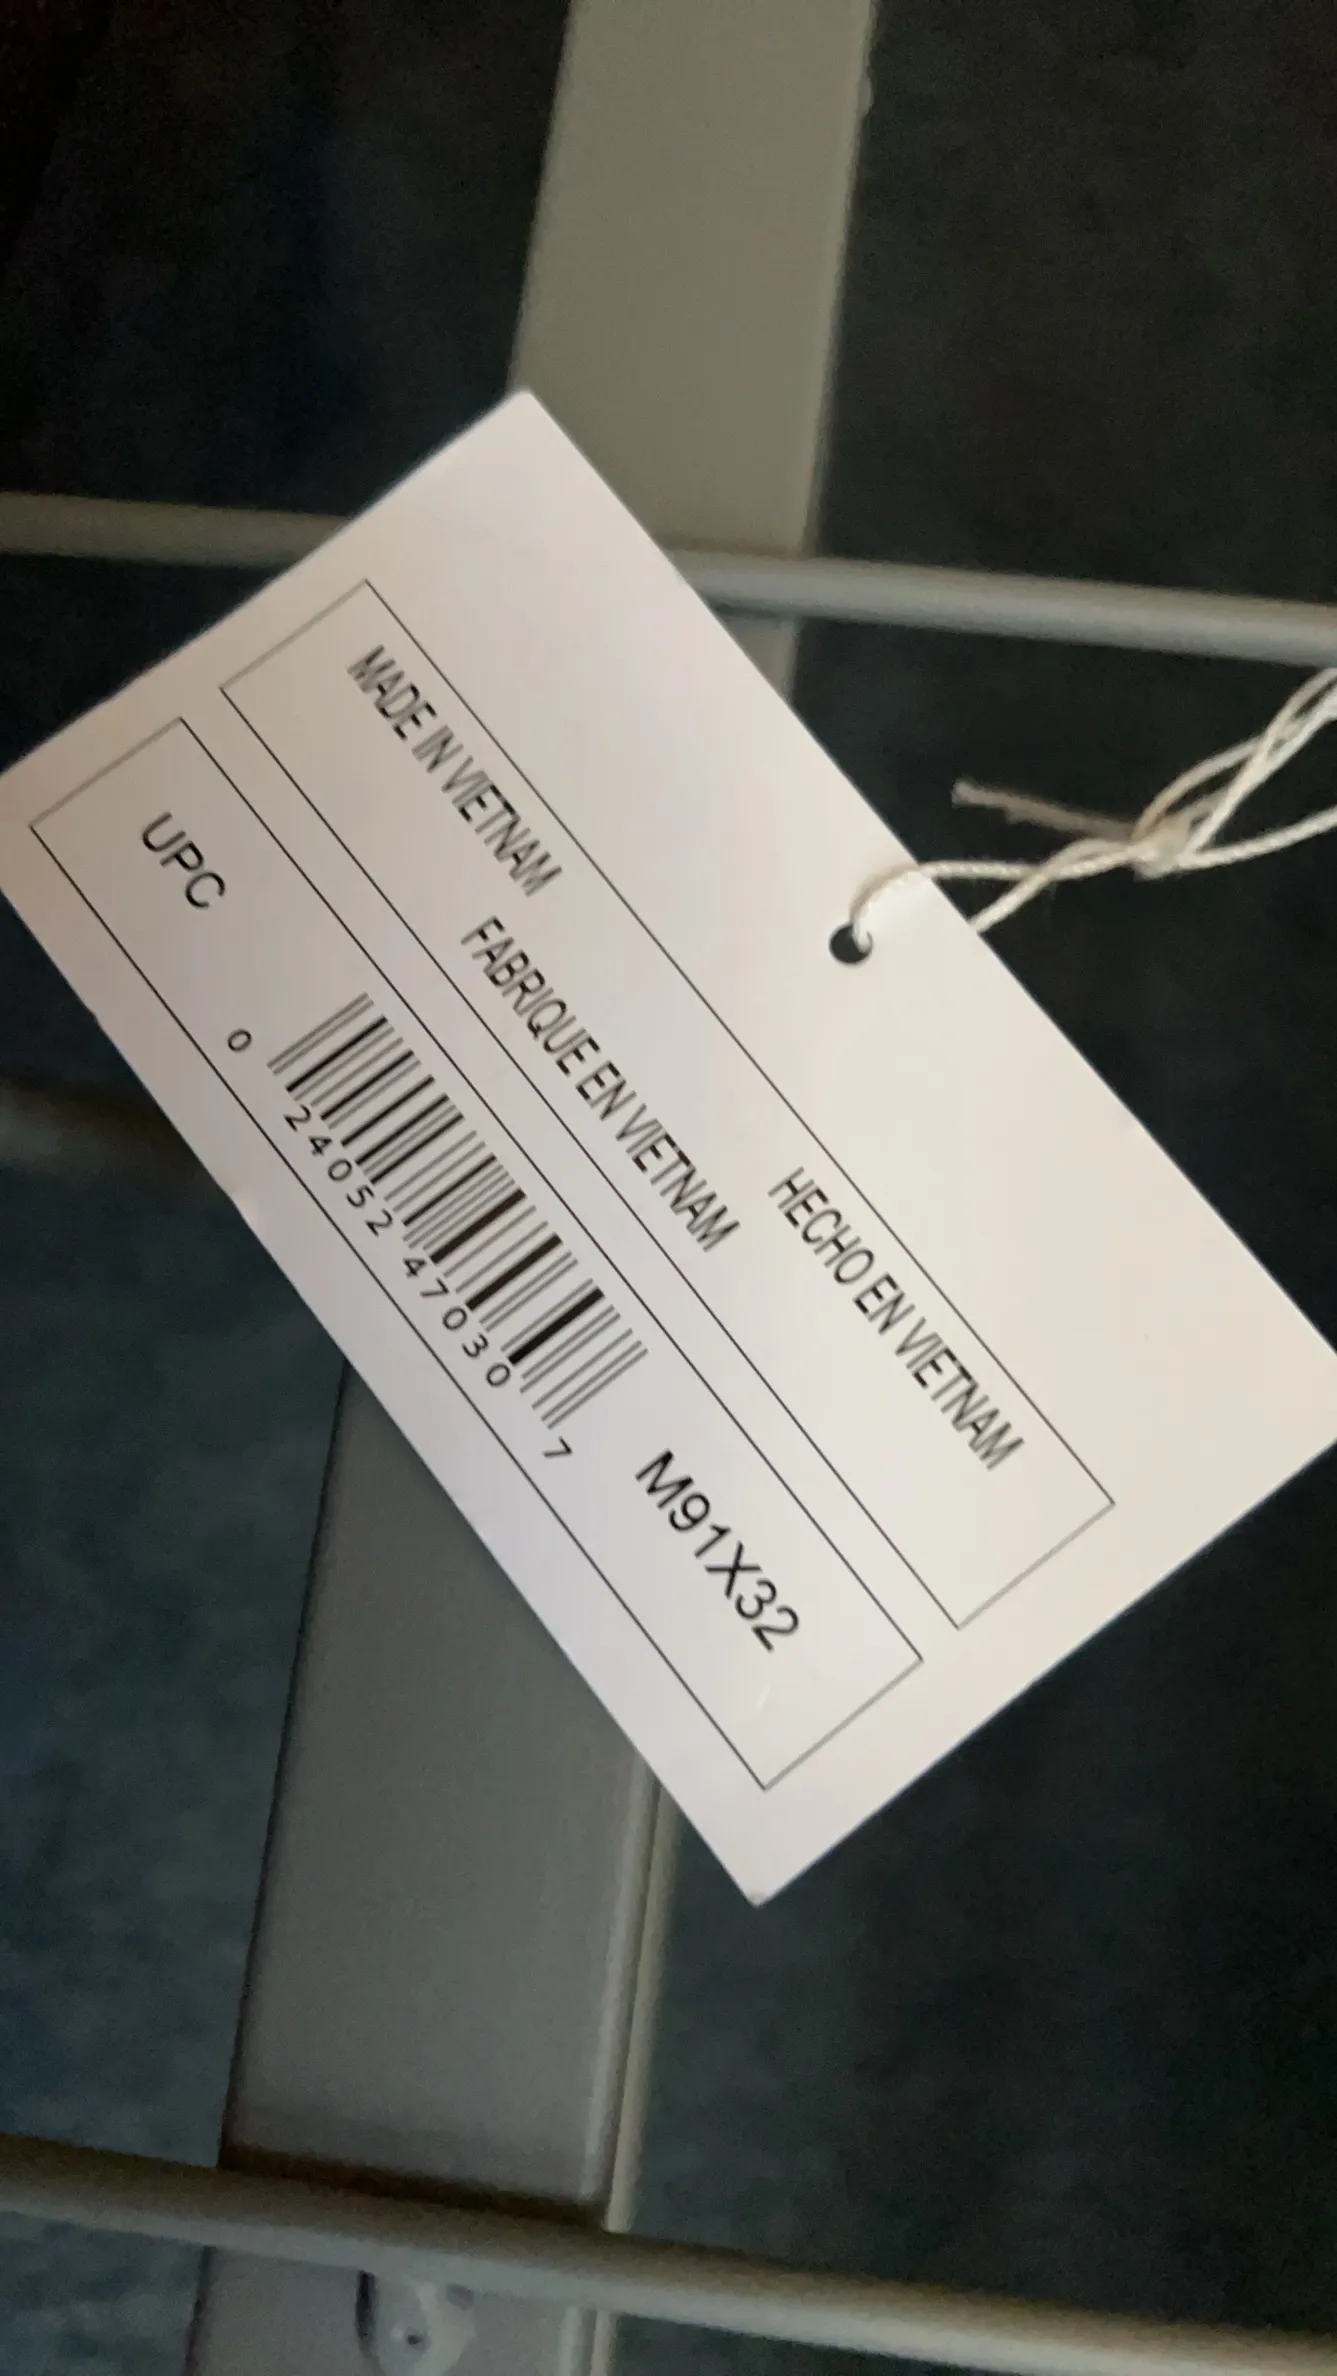 MADE IN VIETNAM
FABRIQUE EN VIETNAM
HECHO EN VIETNAM
UPC
0 24052 47030 7
M91X32